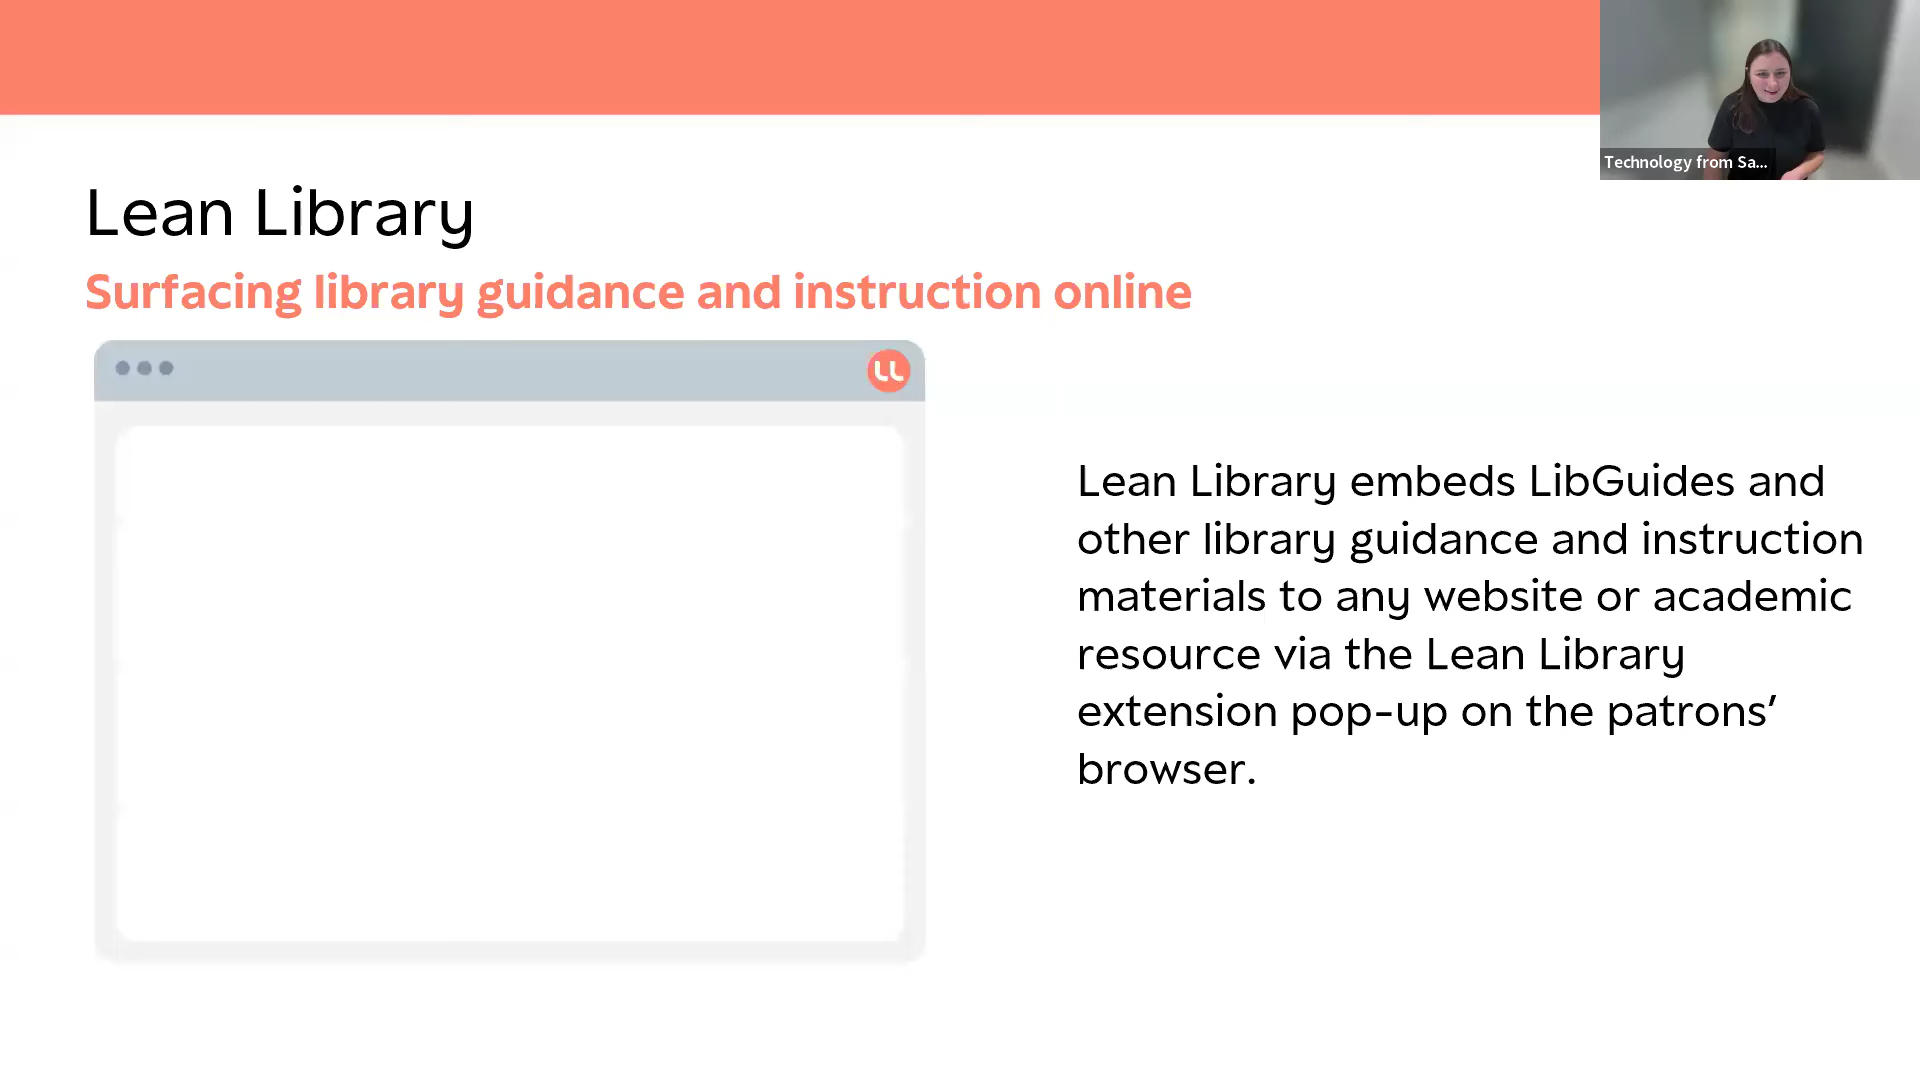 Technology from Sa...
Lean Library
Surfacing library guidance and instruction online
LL
Lean Library embeds LibGuides and
other library guidance and instruction
materials to any website or academic
resource via the Lean Library
extension pop-up on the patrons’
browser.